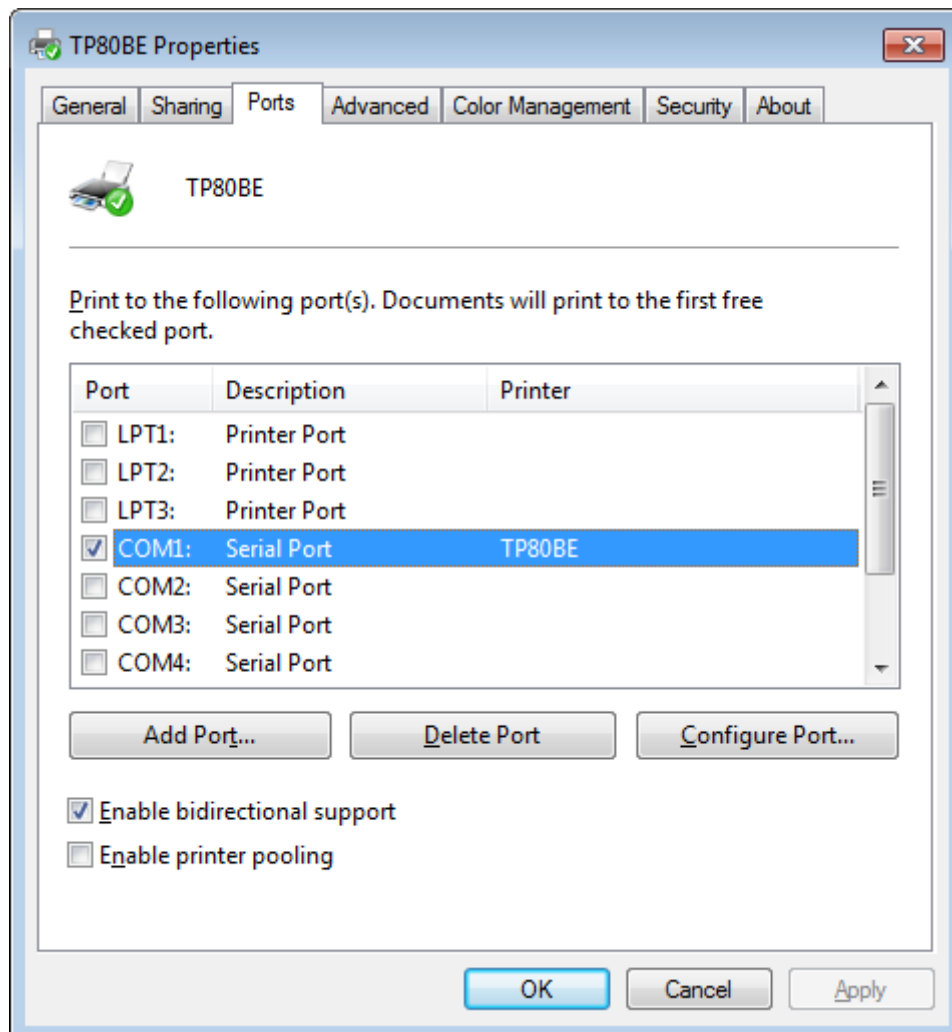 TP80BE Properties
General Sharing Ports Advanced Color Management Security About
TP80BE
Print to the following port(s). Documents will print to the first free
checked port.
Port Description Printer
LPT1: Printer Port
LPT2: Printer Port
LPT3: Printer Port
COM1: Serial Port TP80BE
COM2: Serial Port
COM3: Serial Port
COM4: Serial Port
Add Port... Delete Port Configure Port...
Enable bidirectional support
Enable printer pooling
OK Cancel Apply